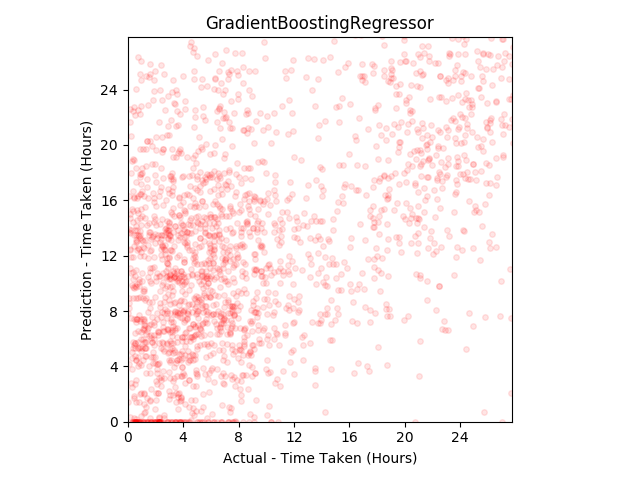 GradientBoostingRegressor
Prediction - Time Taken (Hours)
24
20
16
12
8
4
0
0 4 8 12 16 20 24
Actual - Time Taken (Hours)